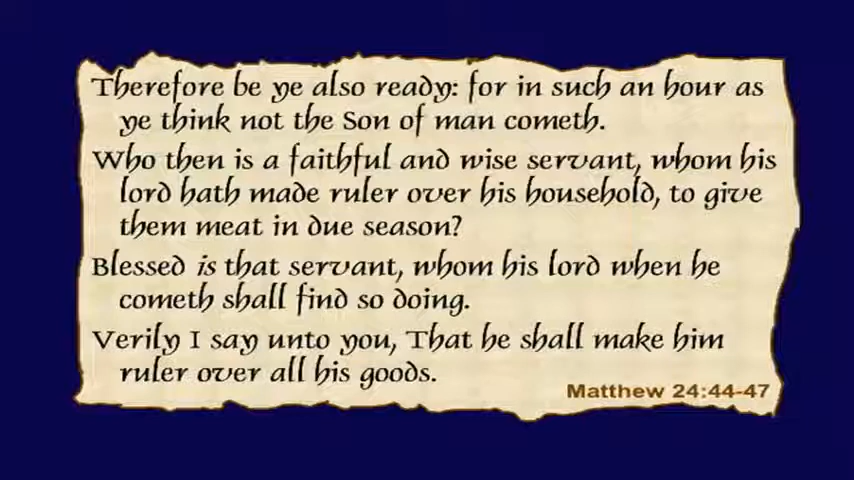 Therefore be ye also ready: for in such an hour as
ye think not the Son of man cometh.
Who then is a faithful and wise servant, whom his
lord hath made ruler over his household, to give
them meat in due season?
Blessed is that servant, whom his lord when he
cometh shall find so doing.
Verily I say unto you, That he shall make him
ruler over all his goods.
Matthew 24:44-47